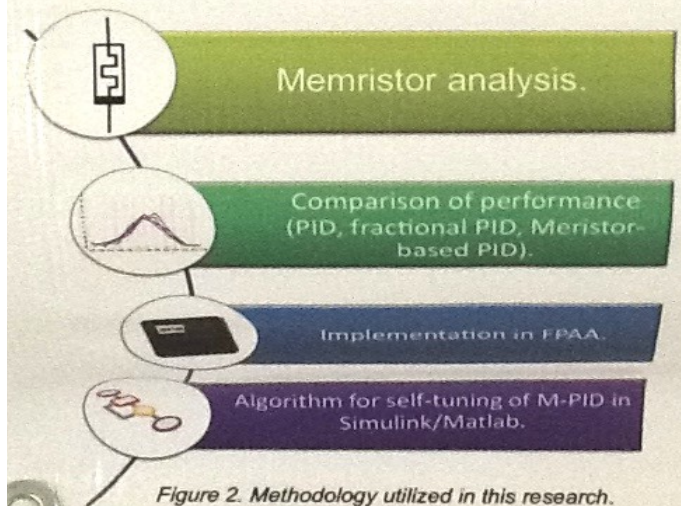 Memristor analysis.
Comparison of performance
(PID, fractional PID, Meristor-
based PID).
Implementation in FPAA.
Algorithm for self-tuning of M-PID in
Simulink/Matlab.
Figure 2. Methodology utilized in this research.